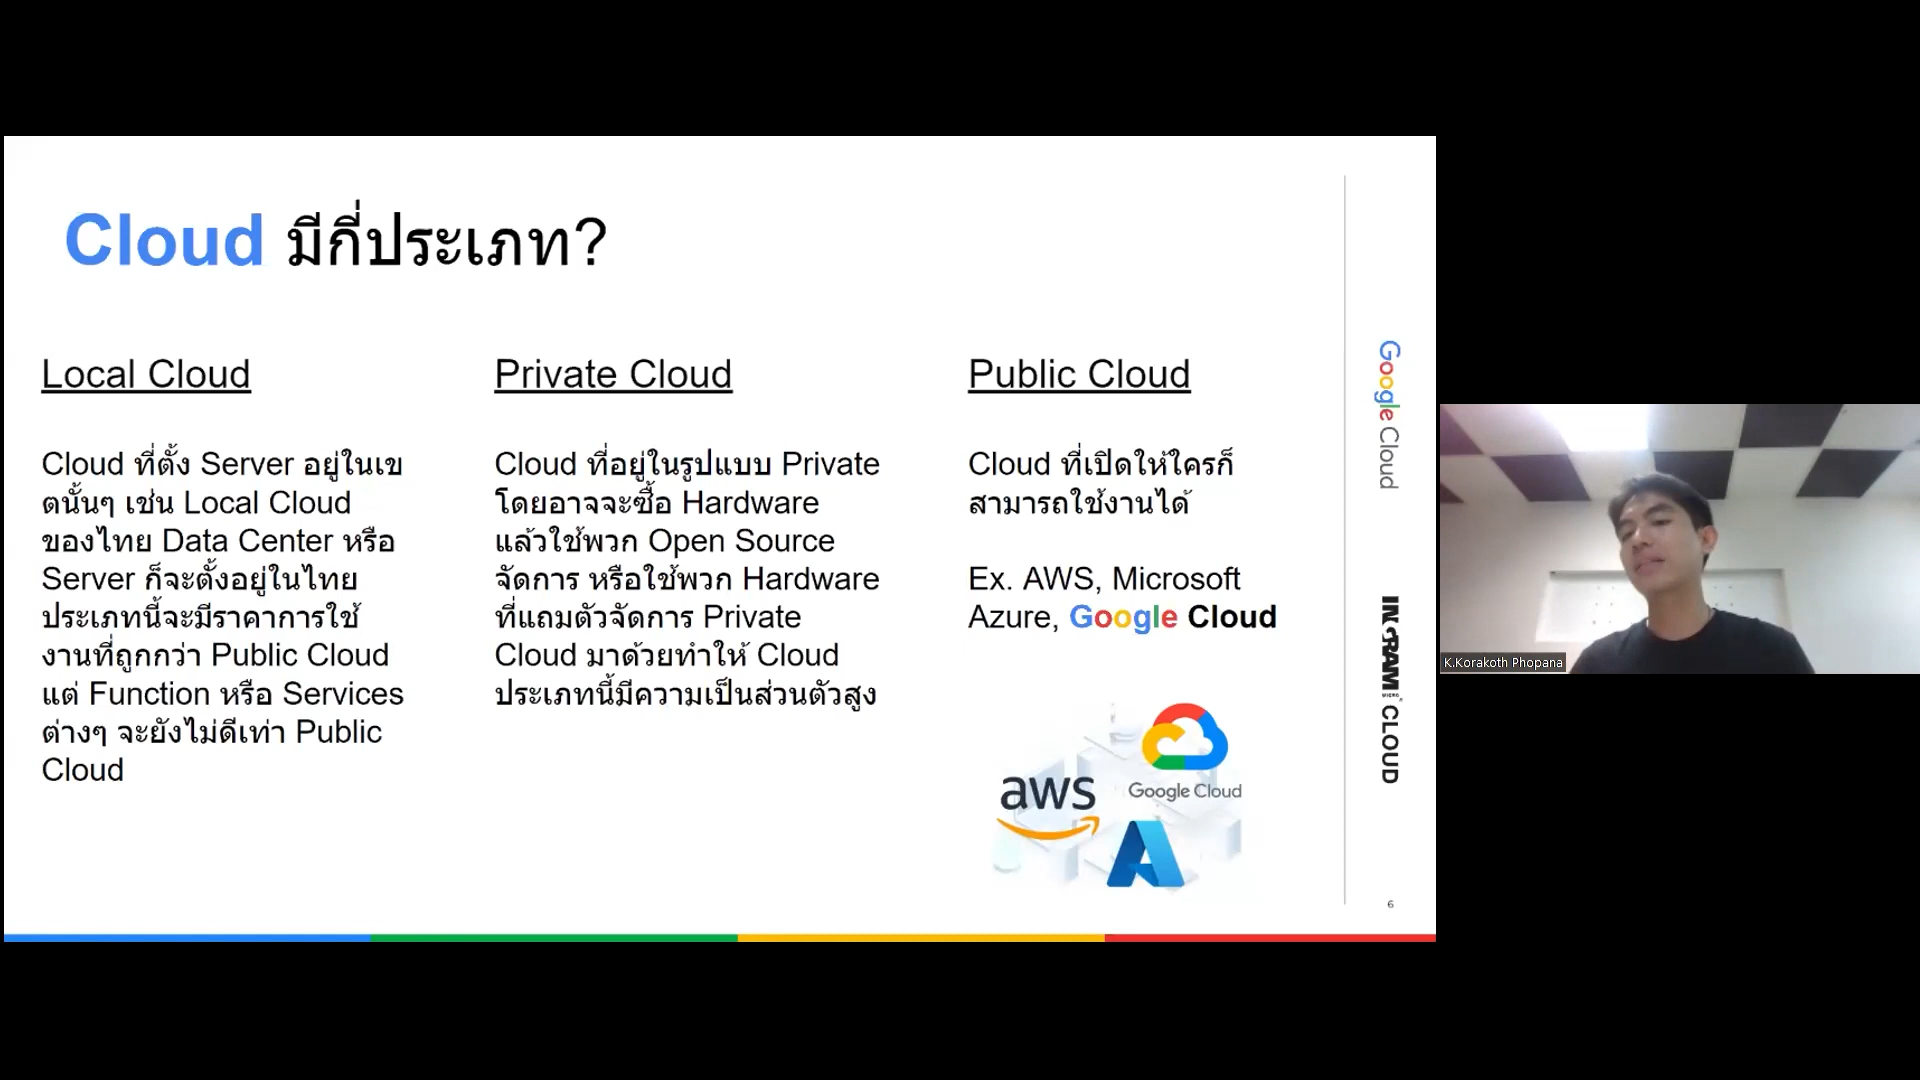 Cloud มีกี่ประเภท?
Local Cloud
Cloud ที่ตั้ง Server อยู่ในเข
ตนั้นๆ เช่น Local Cloud
ของไทย Data Center หรือ
Server ก็จะตั้งอยู่ในไทย
ประเภทนี้จะมีราคาการใช้
งานที่ถูกกว่า Public Cloud
แต่ Function หรือ Services
ต่างๆ จะยังไม่ดีเท่า Public
Cloud
Private Cloud
Cloud ที่อยู่ในรูปแบบ Private
โดยอาจจะซื้อ Hardware
แล้วใช้พวก Open Source
จัดการ หรือใช้พวก Hardware
ที่แถมตัวจัดการ Private
Cloud มาด้วยทำให้ Cloud
ประเภทนี้มีความเป็นส่วนตัวสูง
Public Cloud
Cloud ที่เปิดให้ใครก็
สามารถใช้งานได้
Ex. AWS, Microsoft
Azure, Google Cloud
aws
Google Cloud
Google Cloud
INGRAM MICRO CLOUD
6
K.Korakoth Phopana